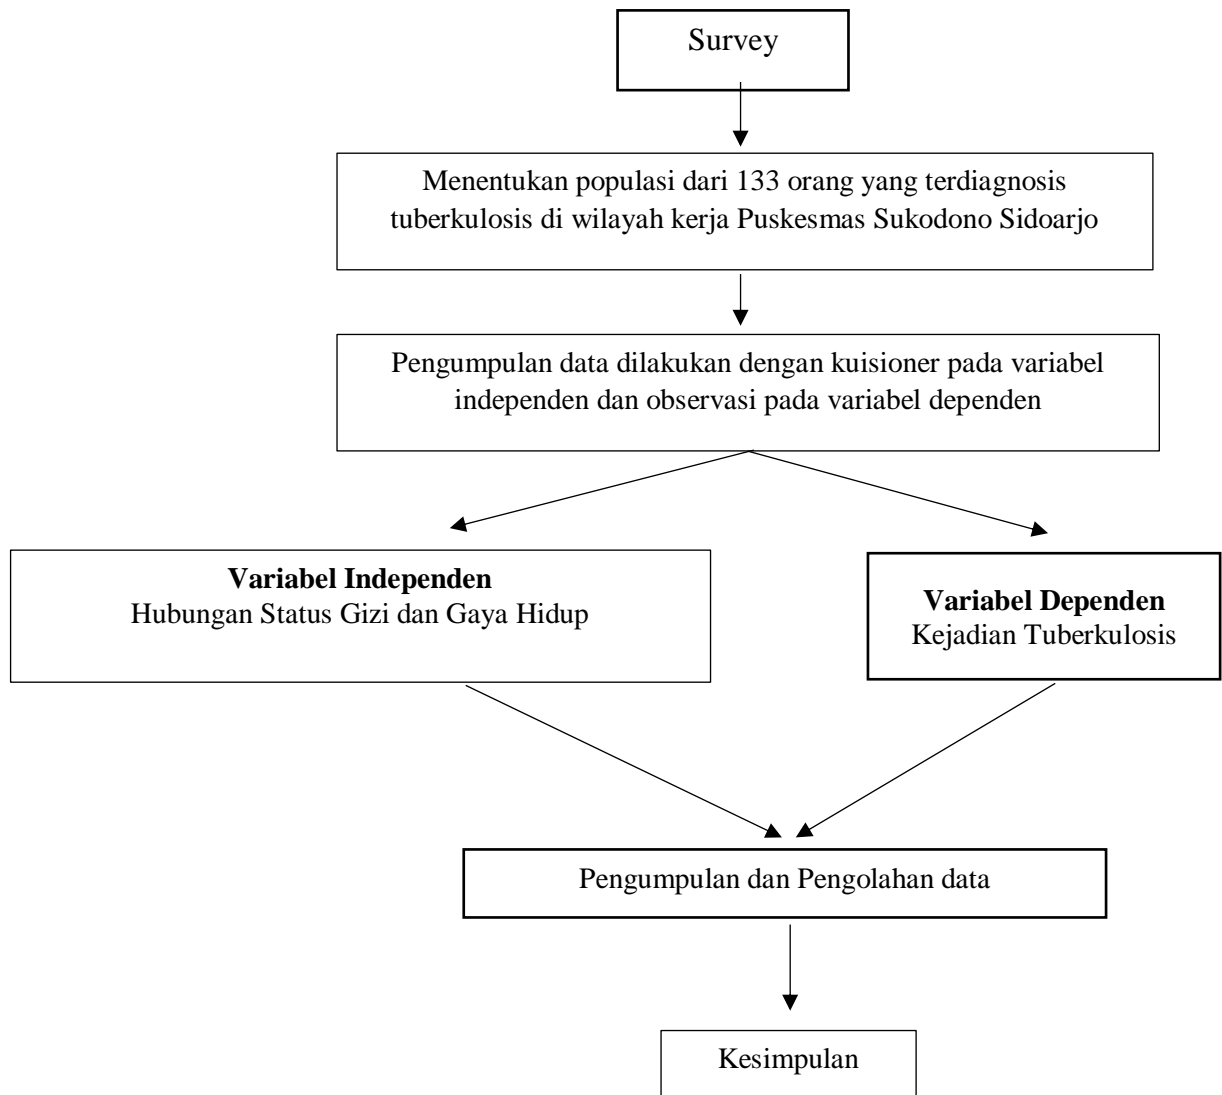 Survey
Menentukan populasi dari 133 orang yang terdiagnosis
tuberkulosis di wilayah kerja Puskesmas Sukodono Sidoarjo
Pengumpulan data dilakukan dengan kuisioner pada variabel
independen dan observasi pada variabel dependen
Variabel Independen
Hubungan Status Gizi dan Gaya Hidup
Variabel Dependen
Kejadian Tuberkulosis
Pengumpulan dan Pengolahan data
Kesimpulan